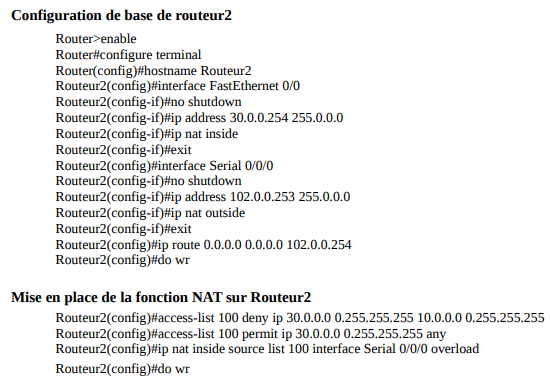 Configuration de base de routeur2
Router>enable
Router#configure terminal
Router(config)#hostname Routeur2
Routeur2(config)#interface FastEthernet 0/0
Routeur2(config-if)#no shutdown
Routeur2(config-if)#ip address 30.0.0.254 255.0.0.0
Routeur2(config-if)#ip nat inside
Routeur2(config-if)#exit
Routeur2(config)#interface Serial 0/0/0
Routeur2(config-if)#no shutdown
Routeur2(config-if)#ip address 102.0.0.253 255.0.0.0
Routeur2(config-if)#ip nat outside
Routeur2(config-if)#exit
Routeur2(config)#ip route 0.0.0.0 0.0.0.0 102.0.0.254
Routeur2(config)#do wr
Mise en place de la fonction NAT sur Routeur2
Routeur2(config)#access-list 100 deny ip 30.0.0.0 0.255.255.255 10.0.0.0 0.255.255.255
Routeur2(config)#access-list 100 permit ip 30.0.0.0 0.255.255.255 any
Routeur2(config)#ip nat inside source list 100 interface Serial 0/0/0 overload
Routeur2(config)#do wr